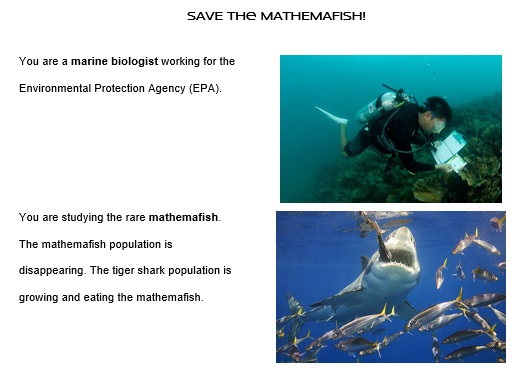 SAVE THE MATHEMAFISH!
You are a marine biologist working for the
Environmental Protection Agency (EPA).
You are studying the rare mathemafish.
The mathemafish population is
disappearing. The tiger shark population is
growing and eating the mathemafish.